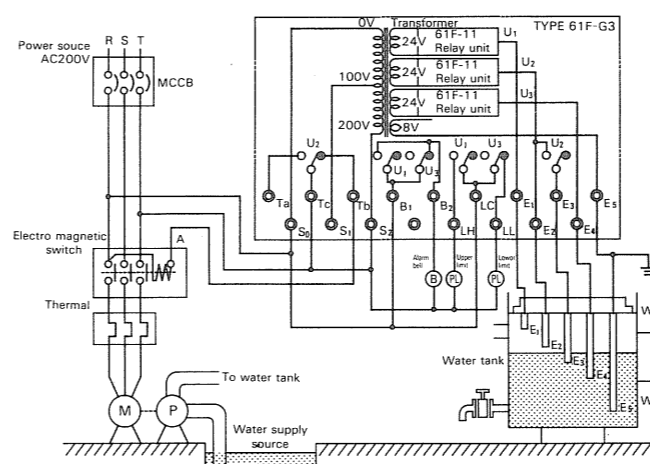 0V Transformer TYPE 61F-G3
R S T
Power souce
AC200V
MCCB
24V 61F-11
Relay unit
U1
24V 61F-11
Relay unit
U2
24V 61F-11
Relay unit
U3
100V
200V
8V
U2
U1 U3
U1 U3
U2
Ta Tc Tb B1 B2 LC E1 E3 E5
S0 S1 S2 LH LL E2 E4
Electro magnetic
switch
A
Alarm
bell
Upper
limit
Lower
limit
B PL PL
Thermal
Water tank
E1
E2
E3
E4
E5
W
W
To water tank
M P
Water supply
source